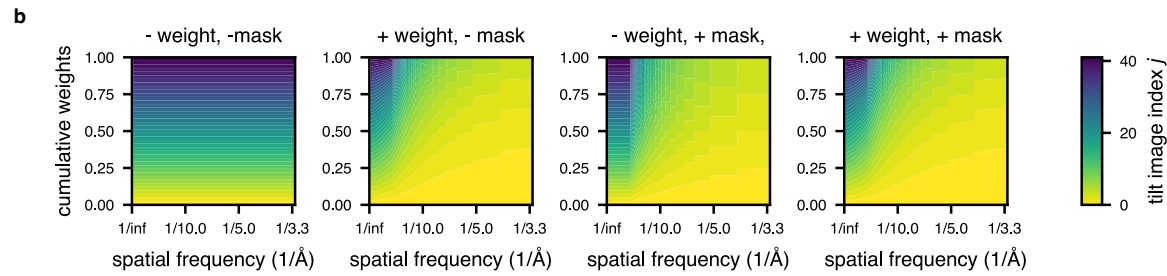 b
- weight, -mask
+ weight, - mask
- weight, + mask,
+ weight, + mask
cumulative weights
1.00
0.75
0.50
0.25
0.00
1/inf
1/10.0
1/5.0
1/3.3
spatial frequency (1/Å)
1.00
0.75
0.50
0.25
0.00
1/inf
1/10.0
1/5.0
1/3.3
spatial frequency (1/Å)
1.00
0.75
0.50
0.25
0.00
1/inf
1/10.0
1/5.0
1/3.3
spatial frequency (1/Å)
1.00
0.75
0.50
0.25
0.00
1/inf
1/10.0
1/5.0
1/3.3
spatial frequency (1/Å)
40
20
0
tilt image index j